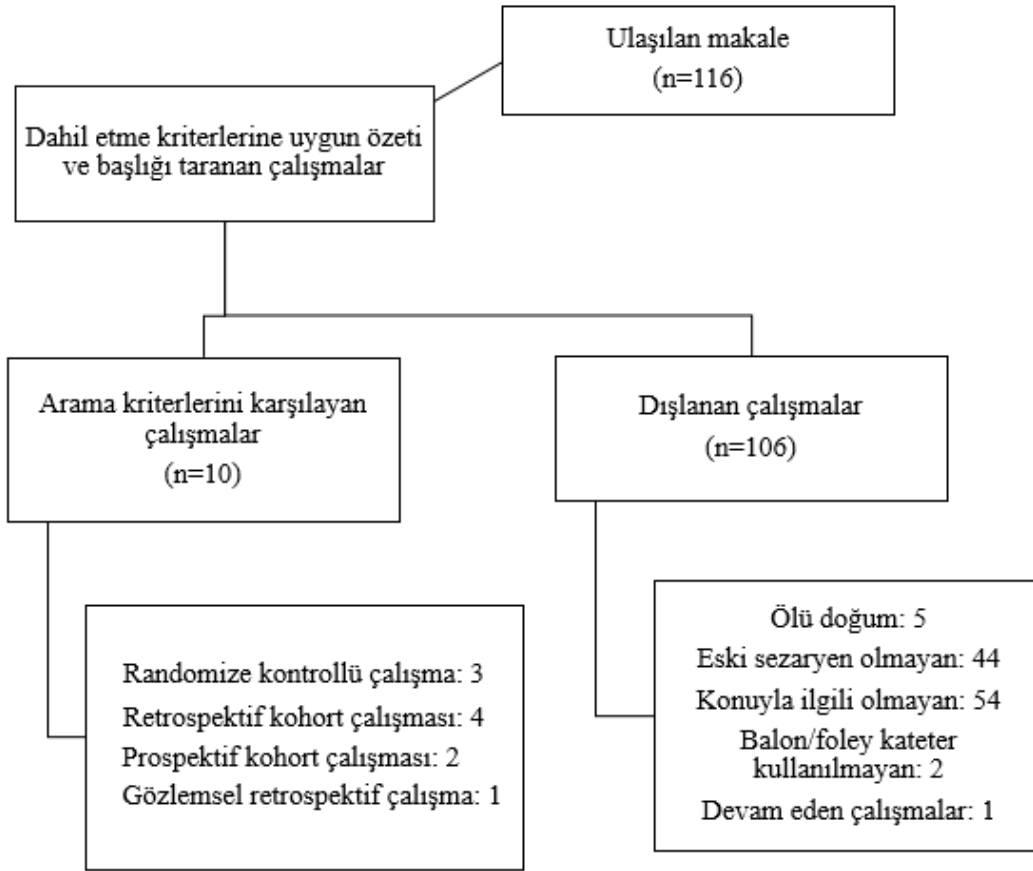 Ulaşılan makale
(n=116)
Dahil etme kriterlerine uygun özeti
ve başlığı taranan çalışmalar
Arama kriterlerini karşılayan
çalışmalar
(n=10)
Dışlanan çalışmalar
(n=106)
Randomize kontrollü çalışma: 3
Retrospektif kohort çalışması: 4
Prospektif kohort çalışması: 2
Gözlemsel retrospektif çalışma: 1
Ölü doğum: 5
Eski sezaryen olmayan: 44
Konuyla ilgili olmayan: 54
Balon/foley kateter
kullanılmayan: 2
Devam eden çalışmalar: 1